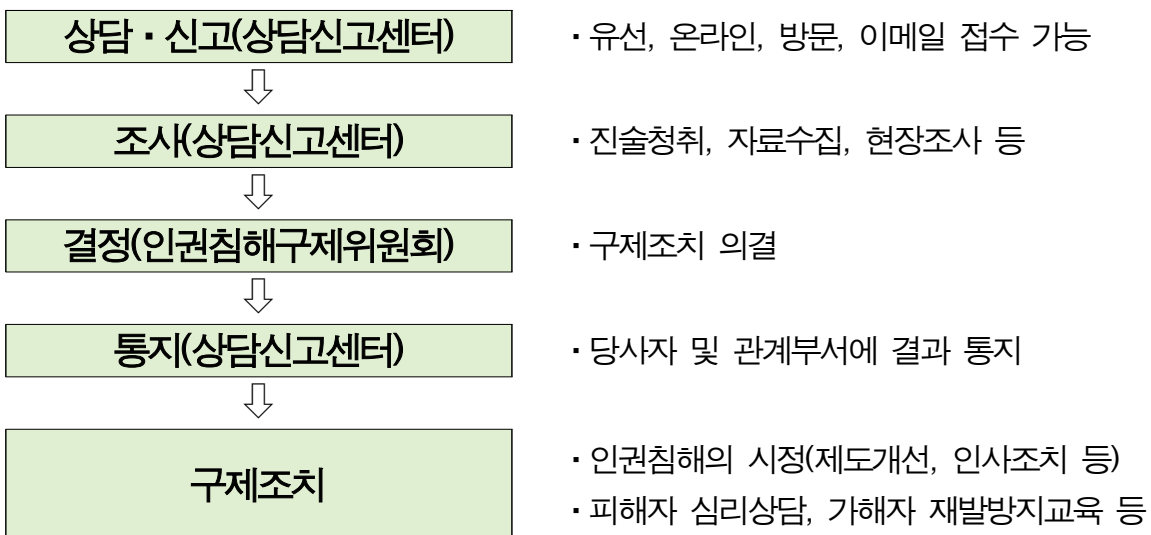 상담 · 신고(상담신고센터)
· 유선, 온라인, 방문, 이메일 접수 가능
조사(상담신고센터)
· 진술청취, 자료수집, 현장조사 등
결정(인권침해구제위원회)
· 구제조치 의결
통지(상담신고센터)
· 당사자 및 관계부서에 결과 통지
구제조치
· 인권침해의 시정(제도개선, 인사조치 등)
· 피해자 심리상담, 가해자 재발방지교육 등